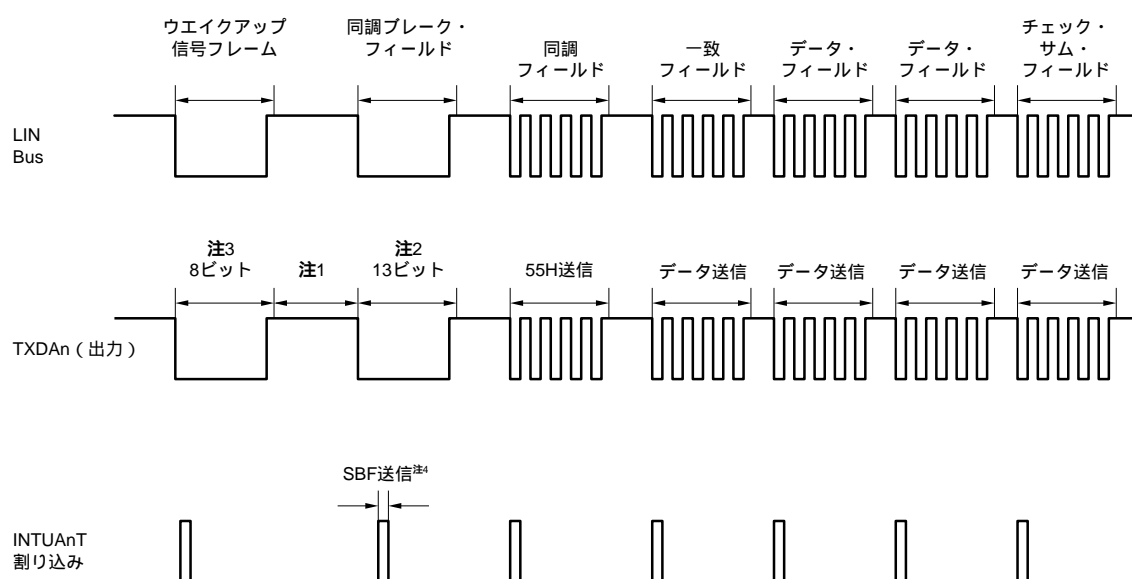 ウエイクアップ
信号フレーム
同調ブレーク・
フィールド
同調
フィールド
一致
フィールド
データ・
フィールド
データ・
フィールド
チェック・
サム・
フィールド
LIN
Bus
注3
8ビット
注1
注2
13ビット
55H送信
データ送信
データ送信
データ送信
データ送信
TXDAn（出力）
SBF送信注4
INTUAnT
割り込み